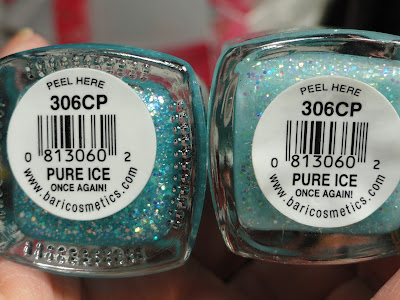 PEEL HERE
306CP
0 813060 2
PURE ICE
ONCE AGAIN!
www.baricosmetics.com
PEEL HERE
306CP
0 813060 2
PURE ICE
ONCE AGAIN!
www.baricosmetics.com